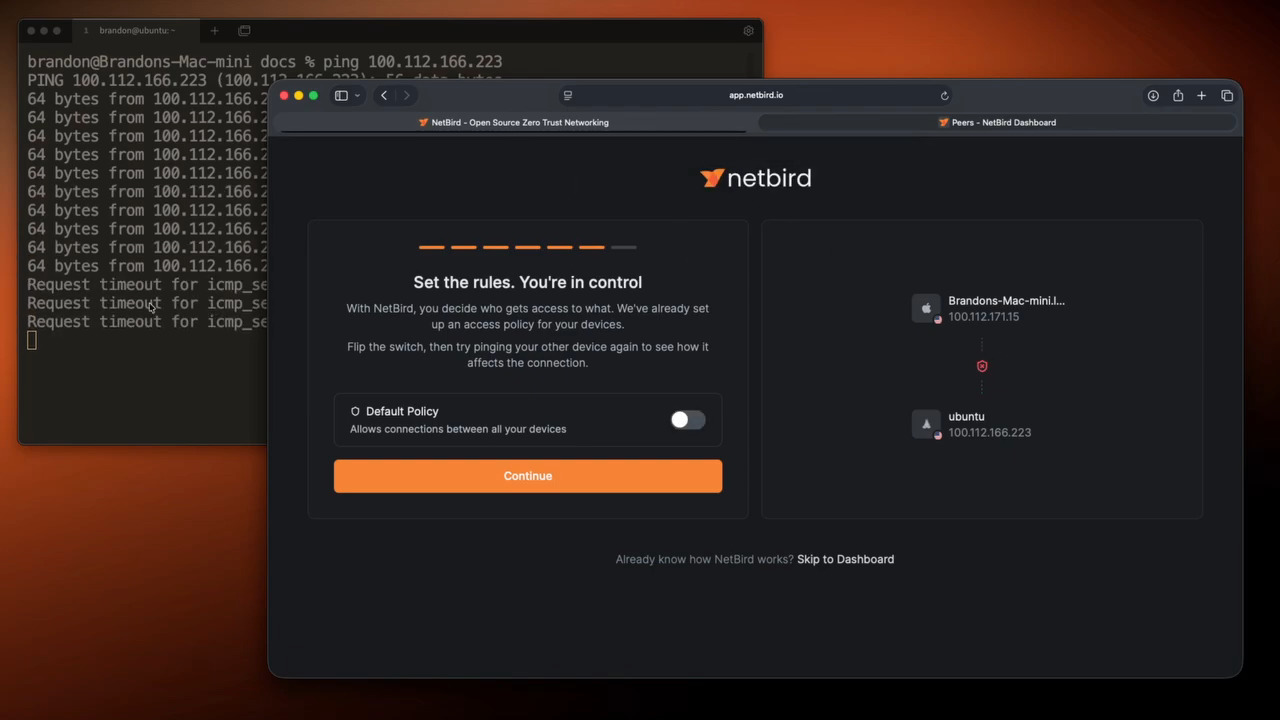 1 brandon@ubuntu: ~
brandon@Brandons-Mac-mini docs % ping 100.112.166.223
PING 100.112.166.223 (100.112.166.223): 56 data bytes
64 bytes from 100.112.166.2
64 bytes from 100.112.166.2
64 bytes from 100.112.166.2
64 bytes from 100.112.166.2
64 bytes from 100.112.166.2
64 bytes from 100.112.166.2
64 bytes from 100.112.166.2
64 bytes from 100.112.166.2
64 bytes from 100.112.166.2
64 bytes from 100.112.166.2
Request timeout for icmp_se
Request timeout for icmp_se
Request timeout for icmp_se
app.netbird.io
NetBird - Open Source Zero Trust Networking
Peers - NetBird Dashboard
netbird
Set the rules. You're in control
With NetBird, you decide who gets access to what. We've already set
up an access policy for your devices.
Flip the switch, then try pinging your other device again to see how it
affects the connection.
Default Policy
Allows connections between all your devices
Continue
Brandons-Mac-mini.l...
100.112.171.15
ubuntu
100.112.166.223
Already know how NetBird works? Skip to Dashboard